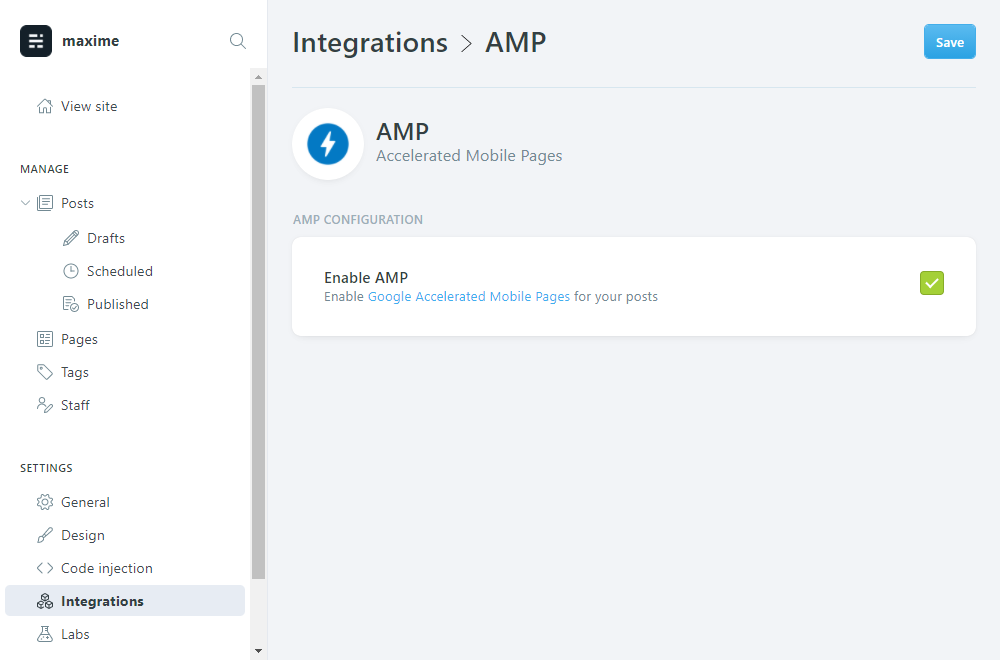 maxime
View site
MANAGE
Posts
Drafts
Scheduled
Published
Pages
Tags
Staff
SETTINGS
General
Design
Code injection
Integrations
Labs
Integrations > AMP
Save
AMP
Accelerated Mobile Pages
AMP CONFIGURATION
Enable AMP
Enable Google Accelerated Mobile Pages for your posts